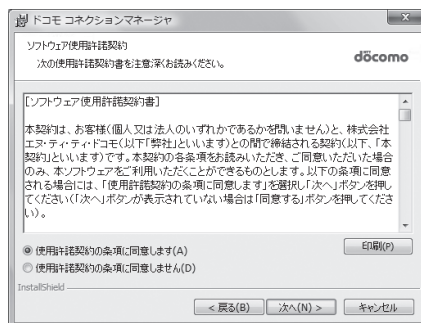 ドコモ コネクションマネージャ
ソフトウェア使用許諾契約
次の使用許諾契約書を注意深くお読みください。
döcomo
[ソフトウェア使用許諾契約書]
本契約は、お客様(個人又は法人のいずれかであるかを問いません)と、株式会社
エヌ・ティ・ティ・ドコモ(以下「弊社」といいます)との間で締結される契約(以下、「本
契約」といいます)です。本契約の各条項をお読みいただき、ご同意いただいた場合
のみ、本ソフトウェアをご利用いただくことができるものとします。以下の条項に同意
される場合には、「使用許諾契約の条項に同意します」を選択し「次へ」ボタンを押し
てください(「次へ」ボタンが表示されていない場合は「同意する」ボタンを押してくださ
い)。
使用許諾契約の条項に同意します(A)
印刷(P)
使用許諾契約の条項に同意しません(D)
InstallShield
< 戻る(B)
次へ(N) >
キャンセル